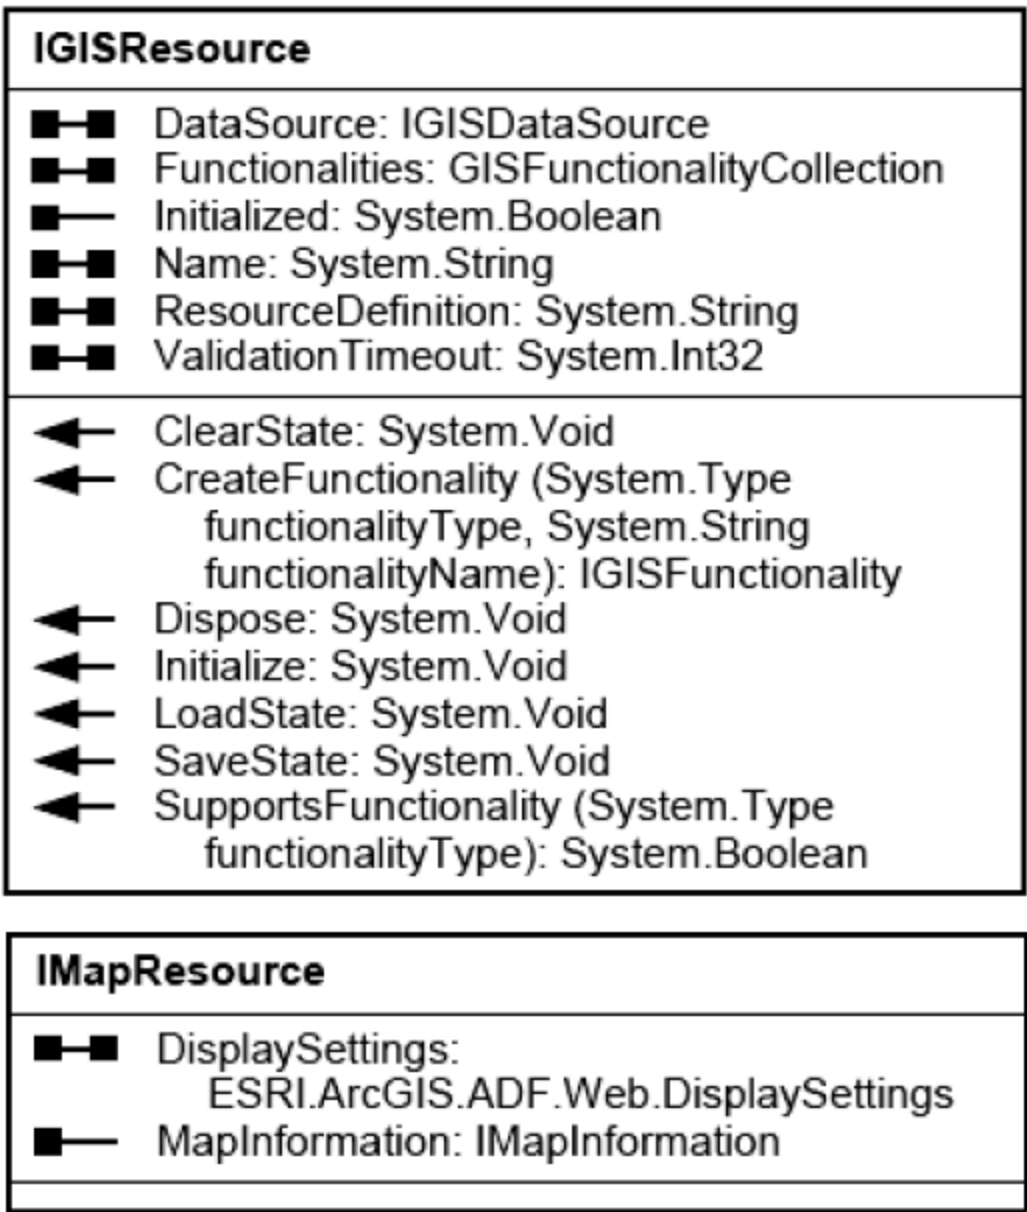 IGISResource
DataSource: IGISDataSource
Functionalities: GISFunctionalityCollection
Initialized: System.Boolean
Name: System.String
ResourceDefinition: System.String
ValidationTimeout: System.Int32
ClearState: System.Void
CreateFunctionality (System.Type
functionalityType, System.String
functionalityName): IGISFunctionality
Dispose: System.Void
Initialize: System.Void
LoadState: System.Void
SaveState: System.Void
SupportsFunctionality (System.Type
functionalityType): System.Boolean
IMapResource
DisplaySettings:
ESRI.ArcGIS.ADF.Web.DisplaySettings
MapInformation: IMapInformation